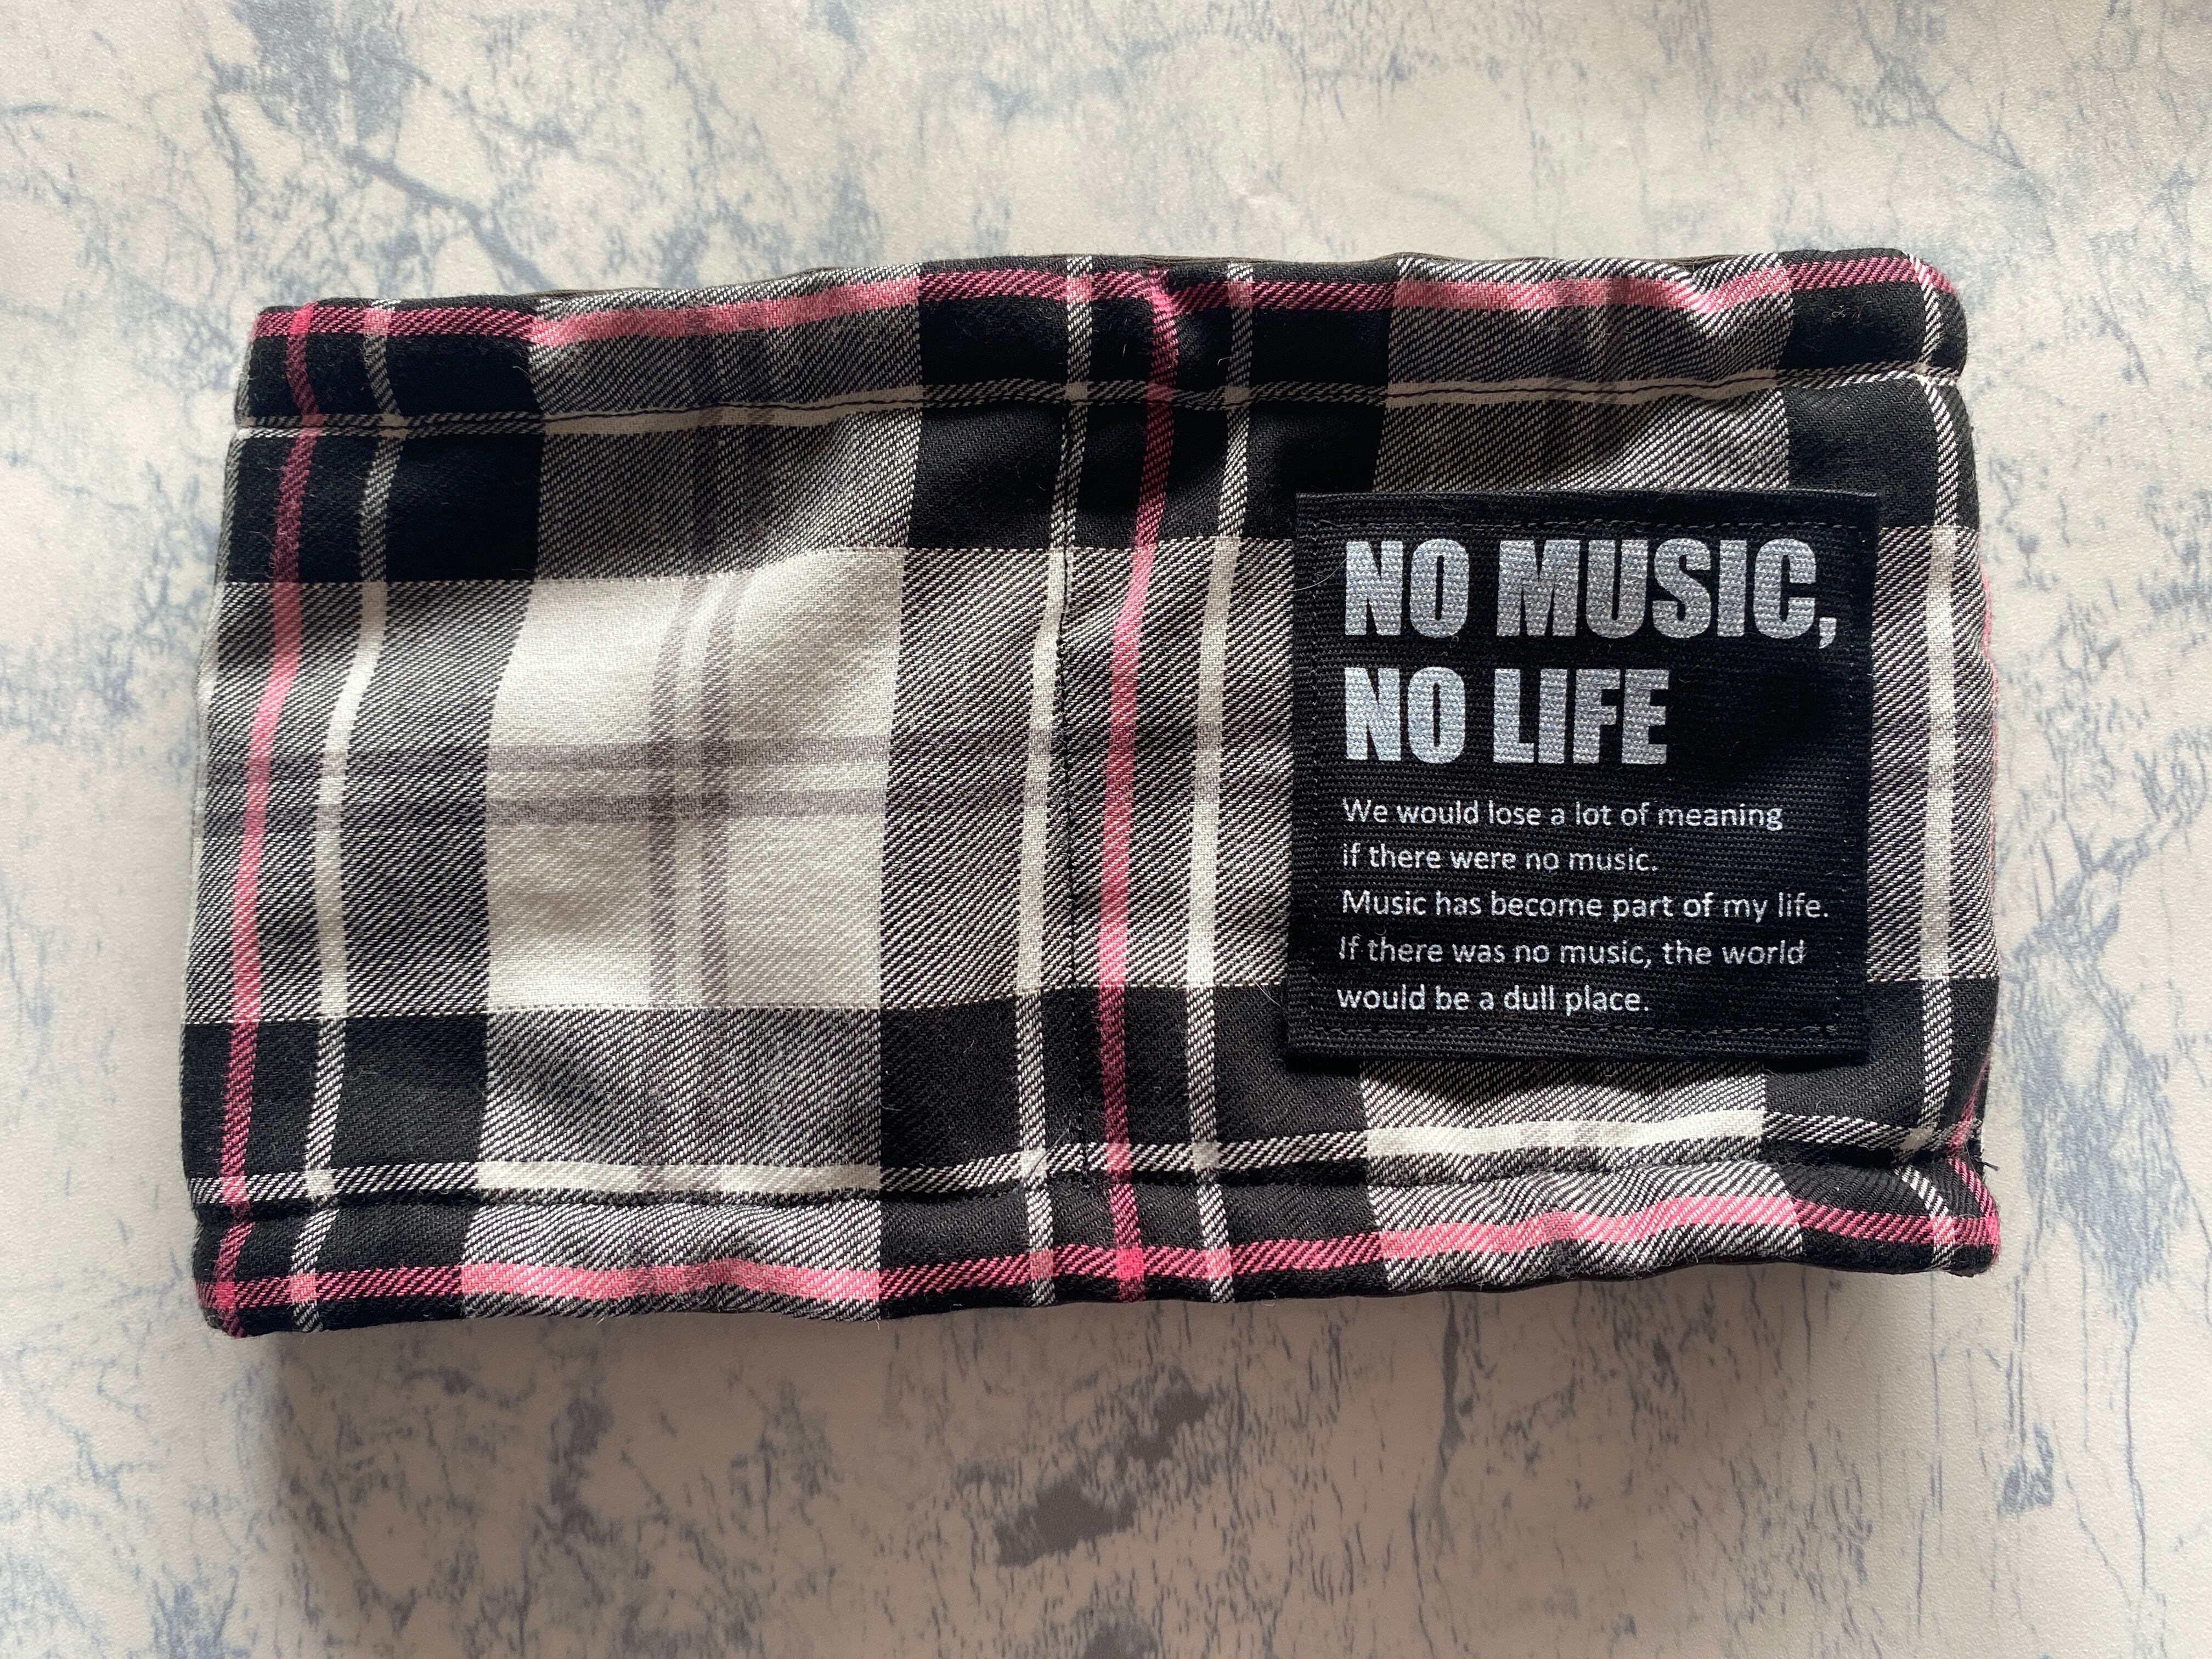 NO MUSIC,
NO LIFE
We would lose a lot of meaning
if there were no music.
Music has become part of my life.
If there was no music, the world
would be a dull place.